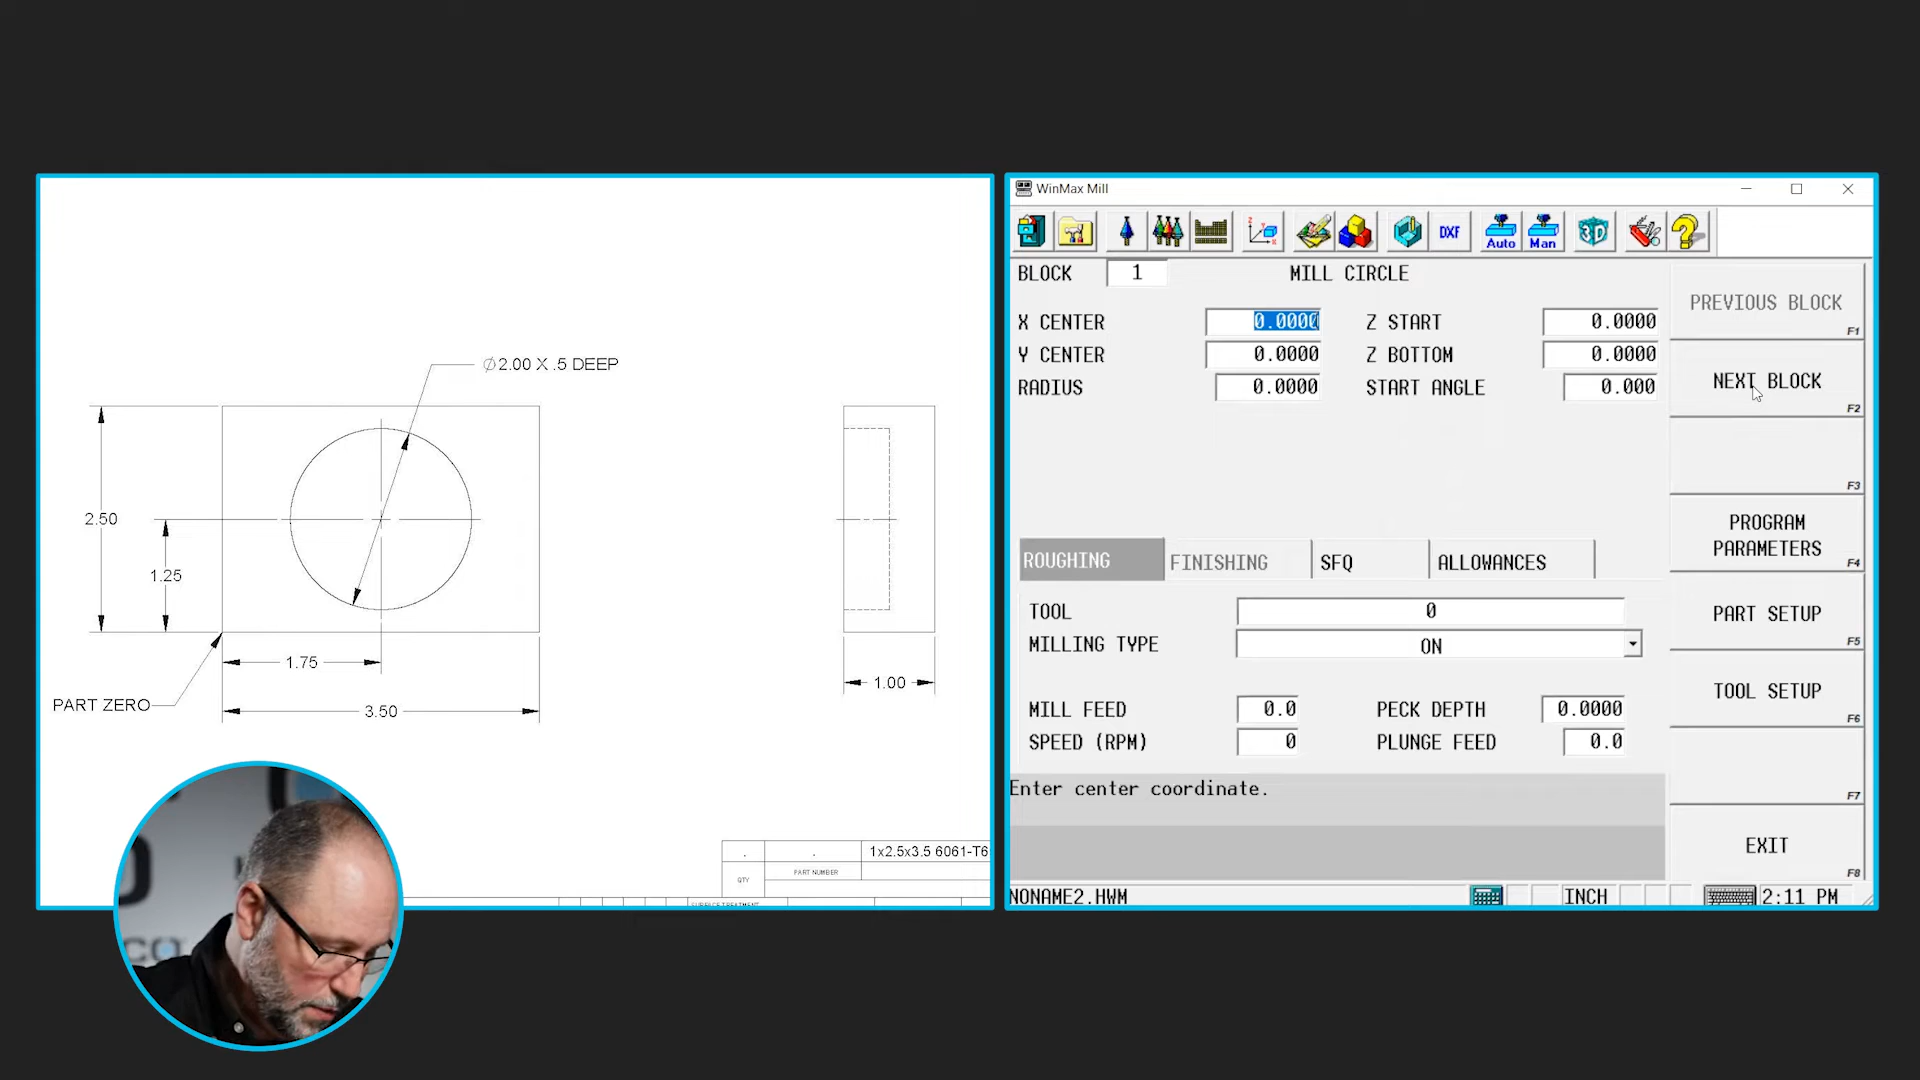 Ø2.00 X .5 DEEP
2.50
1.25
1.75
3.50
PART ZERO
1.00
1x2.5x3.5 6061-T6
QTY
PART NUMBER
SURFACE TREATMENT
WinMax Mill
DXF
Auto
Man
3D
BLOCK 1 MILL CIRCLE
X CENTER 0.0000 Z START 0.0000
Y CENTER 0.0000 Z BOTTOM 0.0000
RADIUS 0.0000 START ANGLE 0.000
ROUGHING FINISHING SFQ ALLOWANCES
TOOL 0
MILLING TYPE ON
MILL FEED 0.0 PECK DEPTH 0.0000
SPEED (RPM) 0 PLUNGE FEED 0.0
Enter center coordinate.
NONAME2.HWM INCH 2:11 PM
PREVIOUS BLOCK
F1
NEXT BLOCK
F2
F3
PROGRAM
PARAMETERS
F4
PART SETUP
F5
TOOL SETUP
F6
F7
EXIT
F8